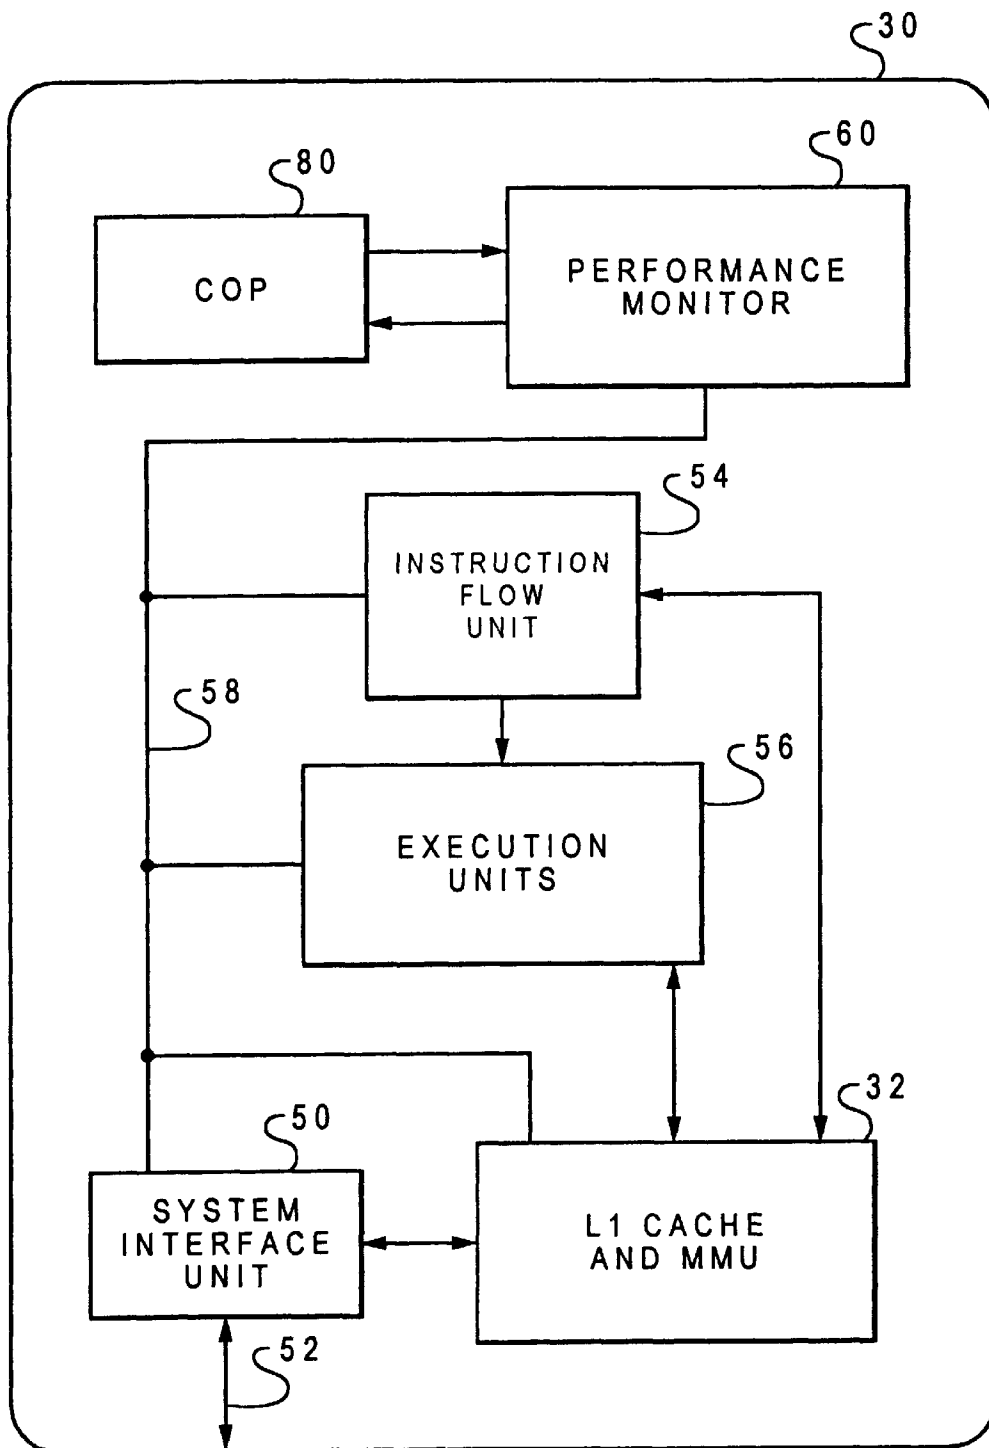 30
80
60
COP
PERFORMANCE
MONITOR
54
INSTRUCTION
FLOW
UNIT
58
56
EXECUTION
UNITS
32
50
SYSTEM
INTERFACE
UNIT
L1 CACHE
AND MMU
52